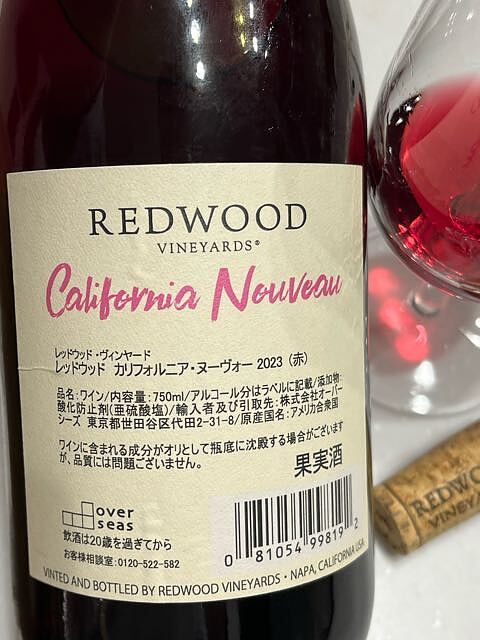 REDWOOD
VINEYARDS®
California Nouveau
レッドウッド・ヴィンヤード
レッドウッド カリフォルニア・ヌーヴォー 2023 (赤)
品名:ワイン/内容量:750ml/アルコール分はラベルに記載/添加物:
酸化防止剤(亜硫酸塩)/輸入者及び引取先:株式会社オーバー
シーズ 東京都世田谷区代田2-31-8/原産国名:アメリカ合衆国
ワインに含まれる成分がオリとして瓶底に沈殿する場合がございます
が、品質には問題ございません。
果実酒
over
seas
飲酒は20歳を過ぎてから
お客様相談室:0120-522-582
0 81054 99819 2
VINTED AND BOTTLED BY REDWOOD VINEYARDS • NAPA, CALIFORNIA USA
REDWOO
VINEY